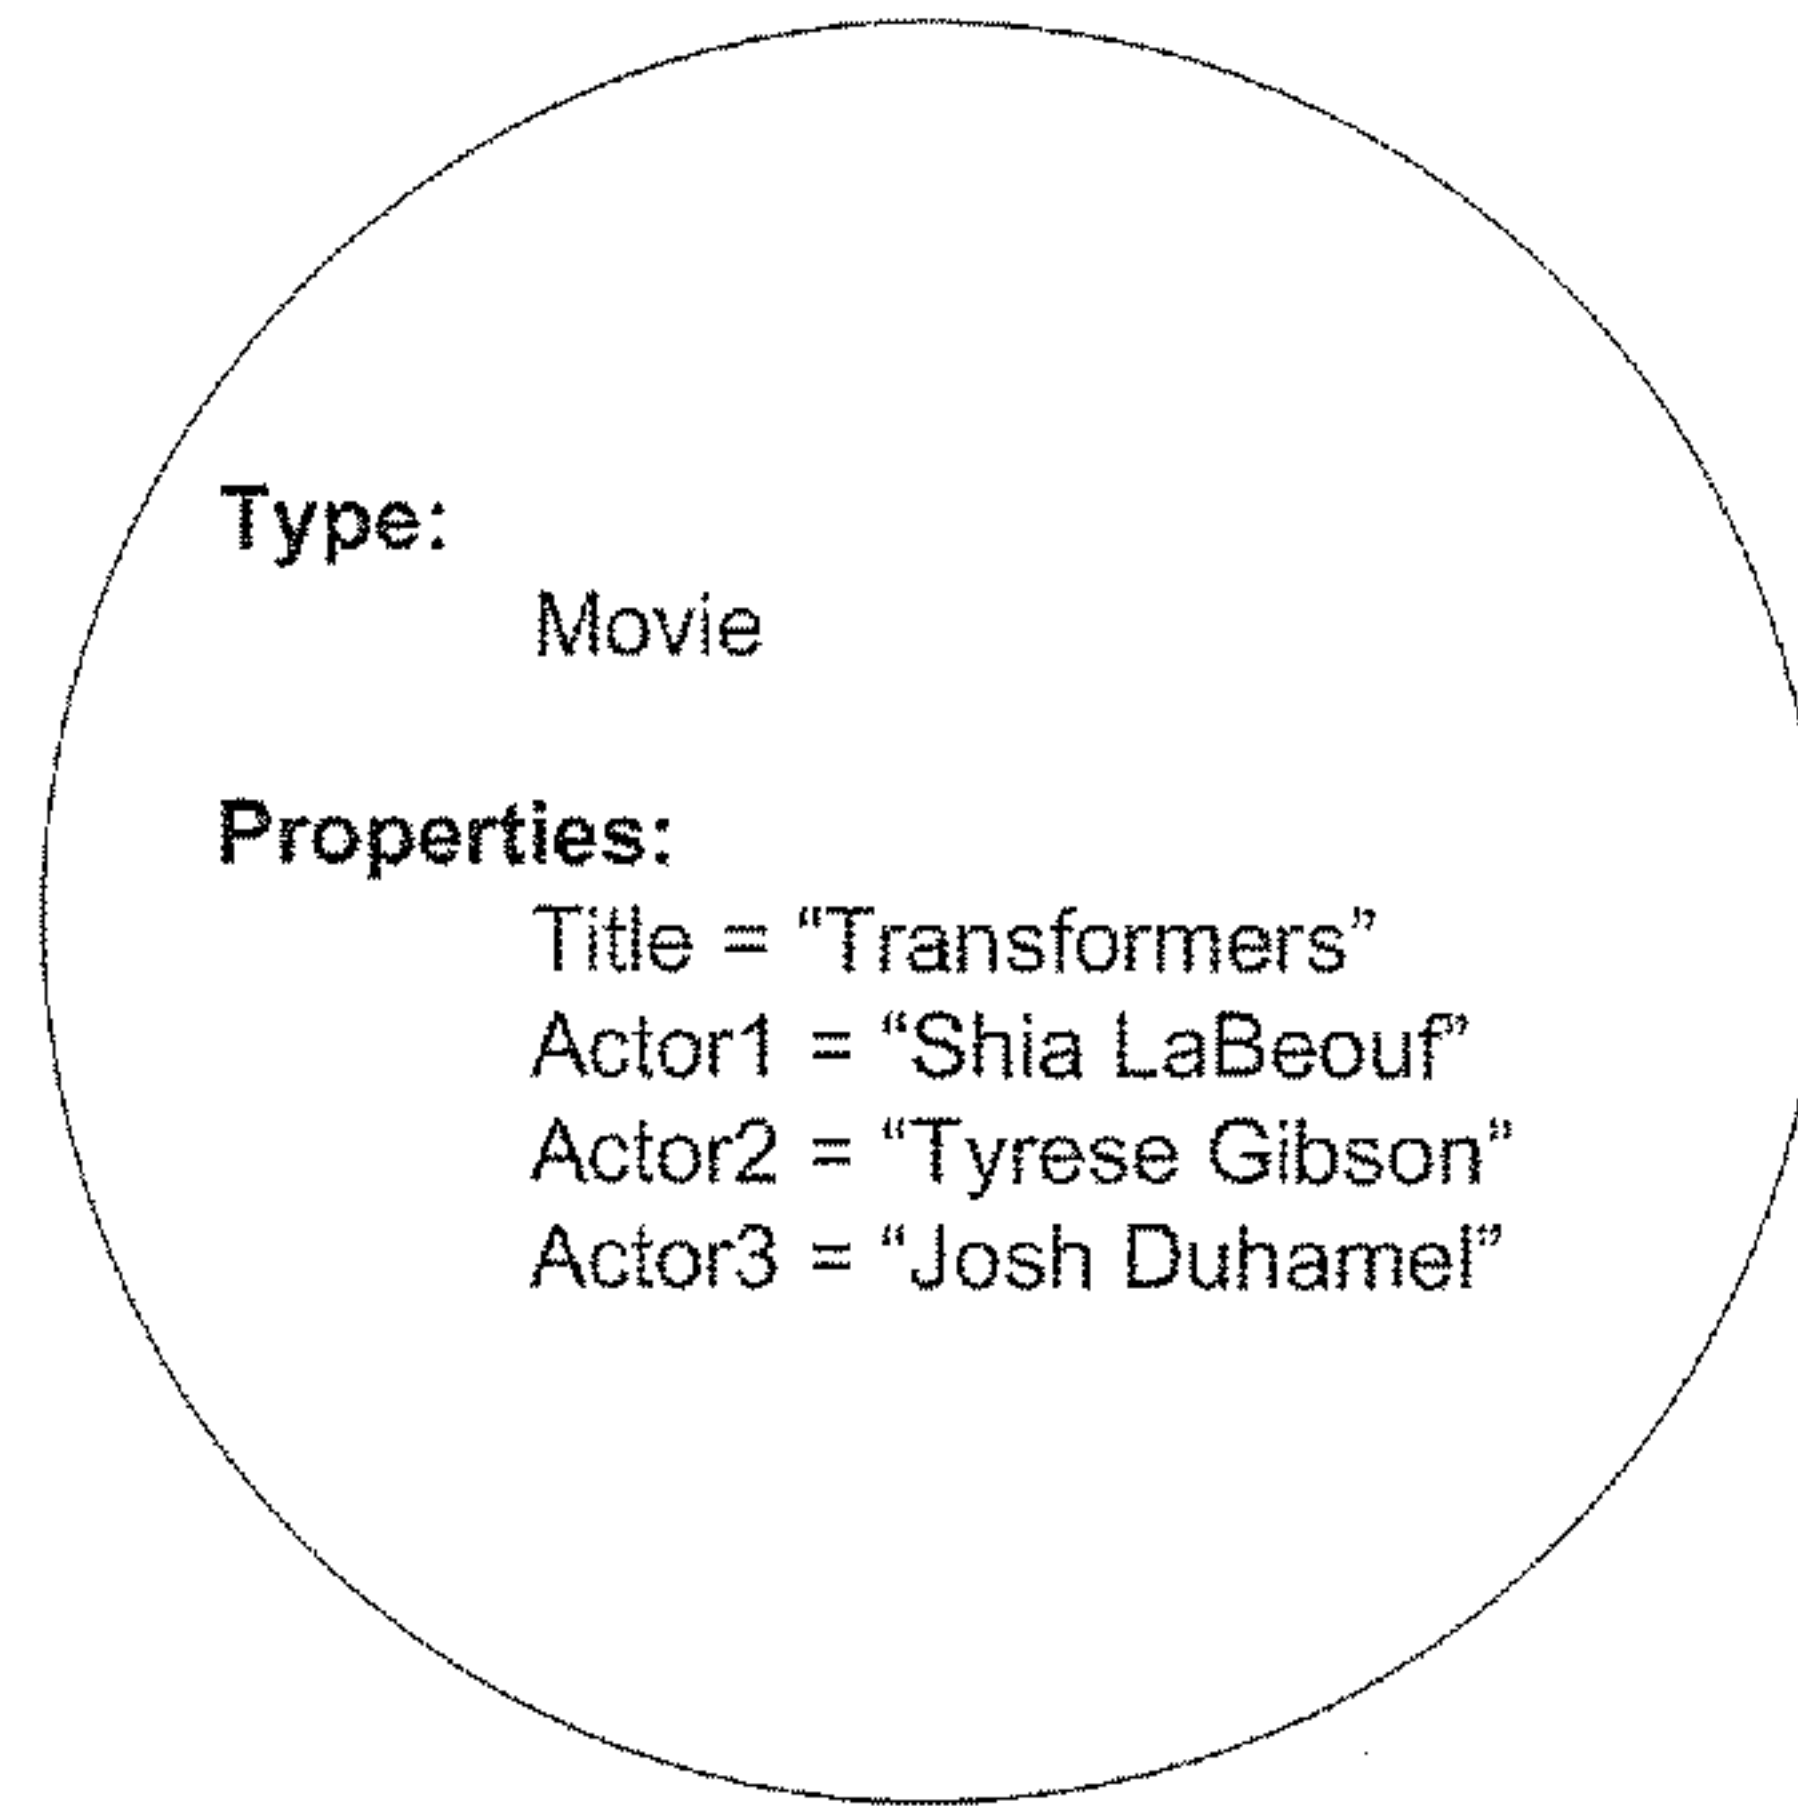 Type:
Movie
Properties:
Title = “Transformers”
Actor1 = “Shia LaBeouf”
Actor2 = “Tyrese Gibson”
Actor3 = “Josh Duhamel”